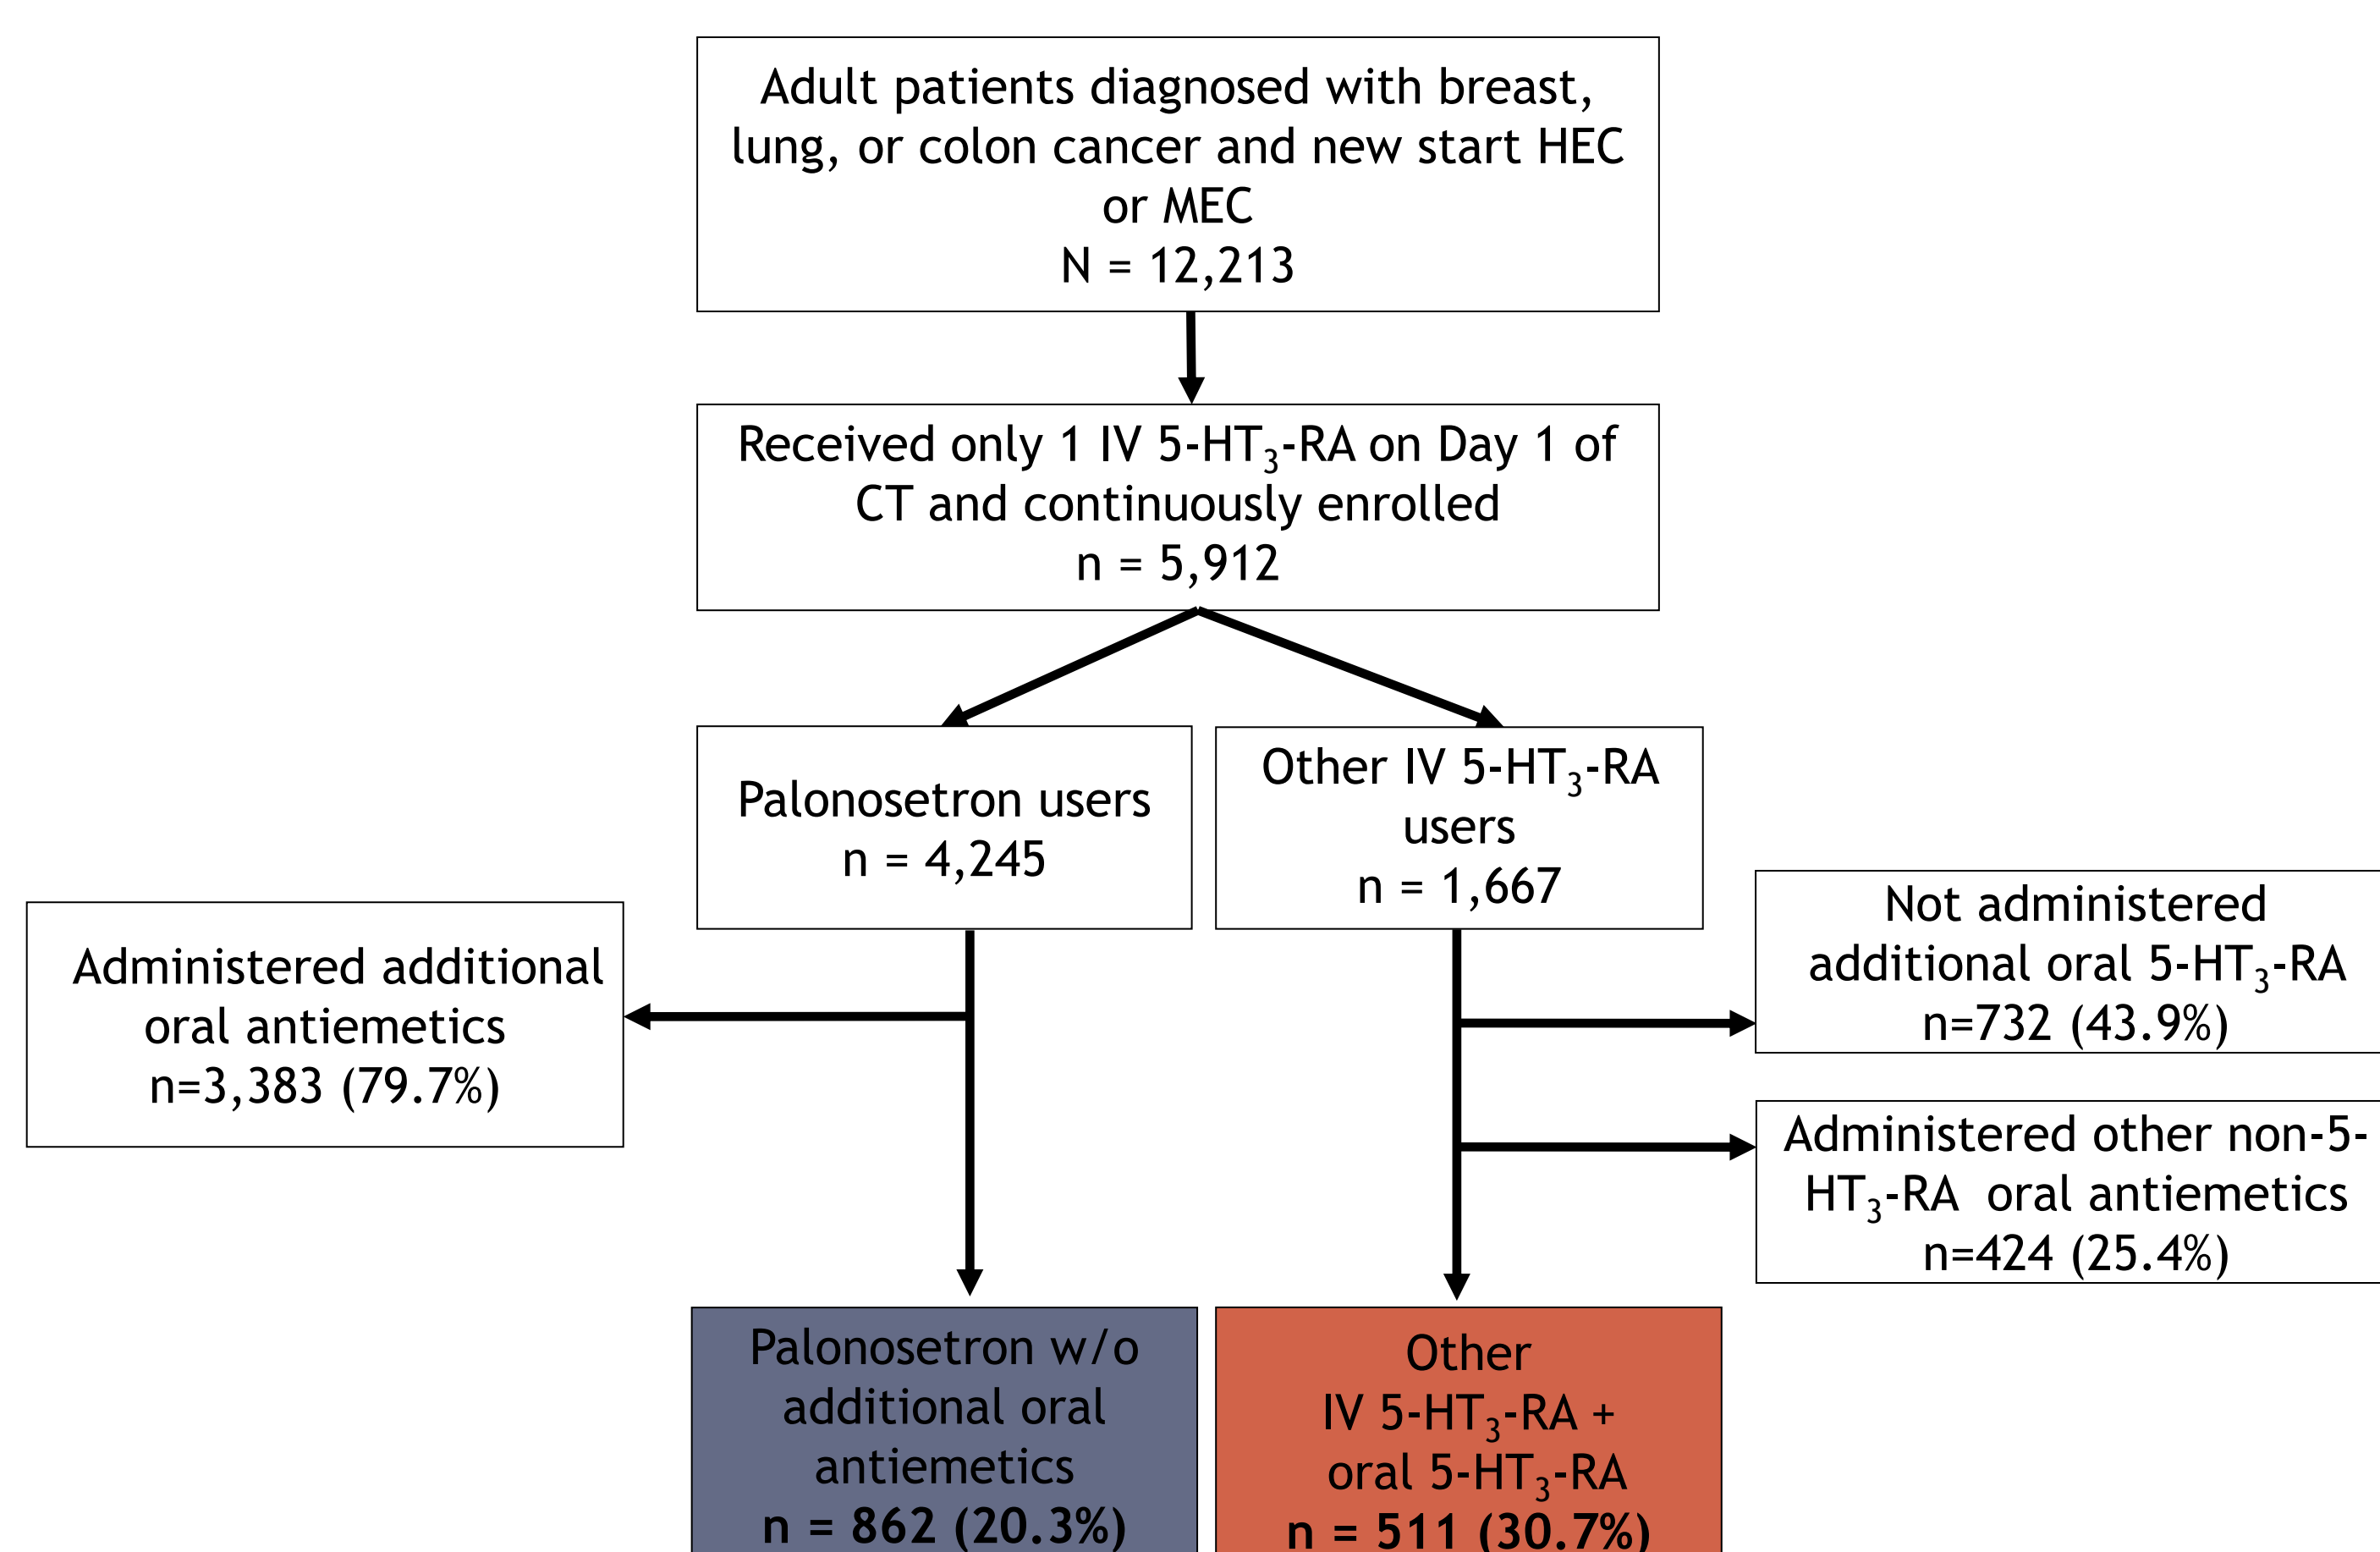 Adult patients diagnosed with breast,
lung, or colon cancer and new start HEC
or MEC
N = 12,213
Received only 1 IV 5-HT₃-RA on Day 1 of
CT and continuously enrolled
n = 5,912
Palonosetron users
n = 4,245
Other IV 5-HT₃-RA
users
n = 1,667
Administered additional
oral antiemetics
n=3,383 (79.7%)
Not administered
additional oral 5-HT₃-RA
n=732 (43.9%)
Administered other non-5-
HT₃-RA  oral antiemetics
n=424 (25.4%)
Palonosetron w/o
additional oral
antiemetics
n = 862 (20.3%)
Other
IV 5-HT₃-RA +
oral 5-HT₃-RA
n = 511 (30.7%)